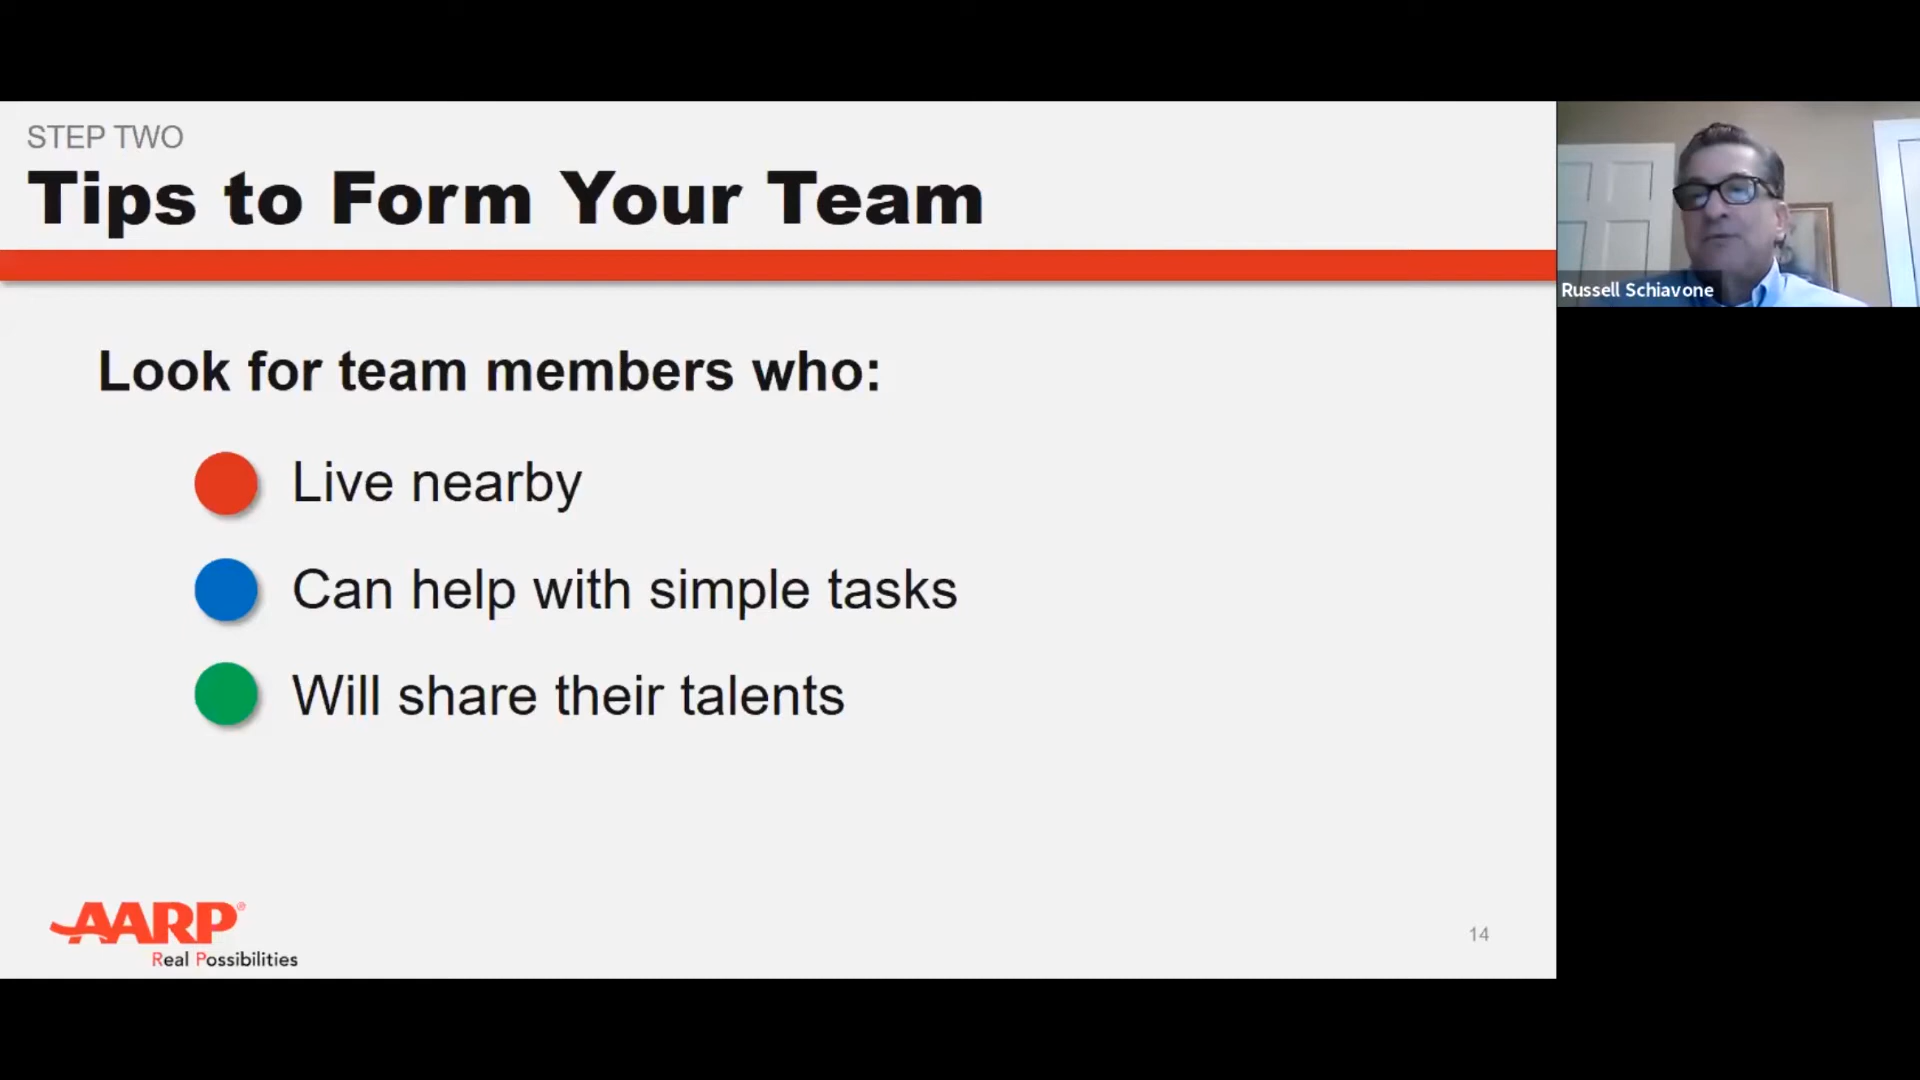 STEP TWO
Tips to Form Your Team
Look for team members who:
Live nearby
Can help with simple tasks
Will share their talents
AARP®
Real Possibilities
14
Russell Schiavone